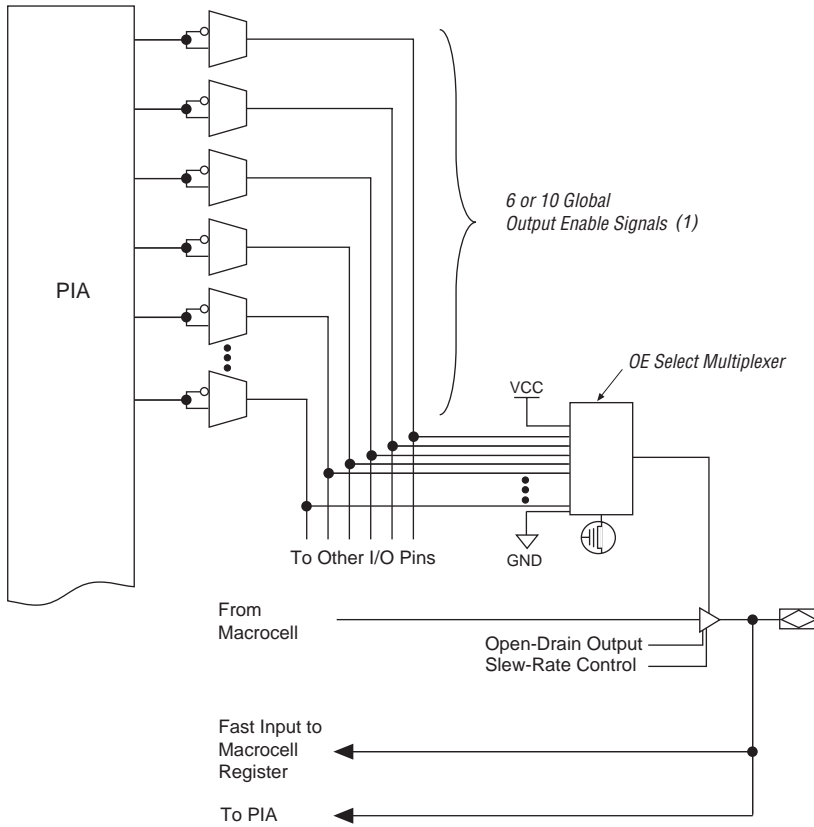 PIA
6 or 10 Global
Output Enable Signals (1)
OE Select Multiplexer
VCC
GND
To Other I/O Pins
From
Macrocell
Open-Drain Output
Slew-Rate Control
Fast Input to
Macrocell
Register
To PIA